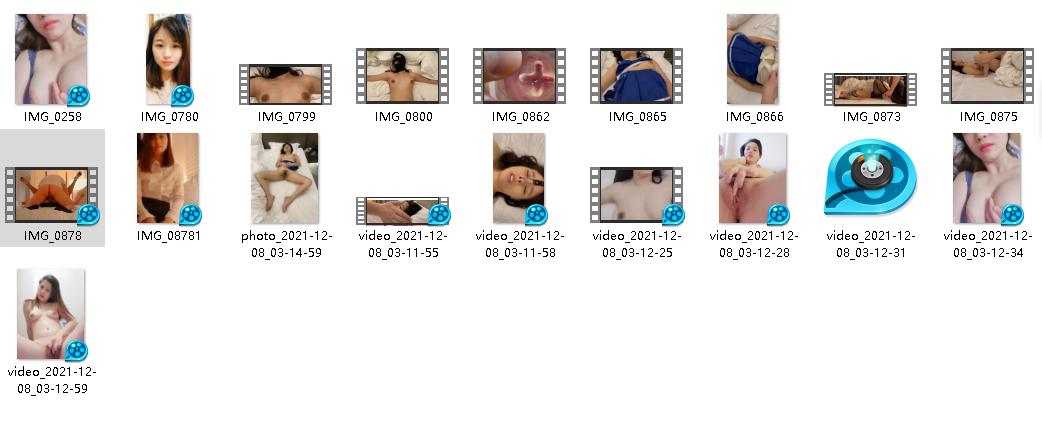 IMG_0258
IMG_0780
IMG_0799
IMG_0800
IMG_0862
IMG_0865
IMG_0866
IMG_0873
IMG_0875
IMG_0878
IMG_08781
photo_2021-12-
08_03-14-59
video_2021-12-
08_03-11-55
video_2021-12-
08_03-11-58
video_2021-12-
08_03-12-25
video_2021-12-
08_03-12-28
video_2021-12-
08_03-12-31
video_2021-12-
08_03-12-34
video_2021-12-
08_03-12-59